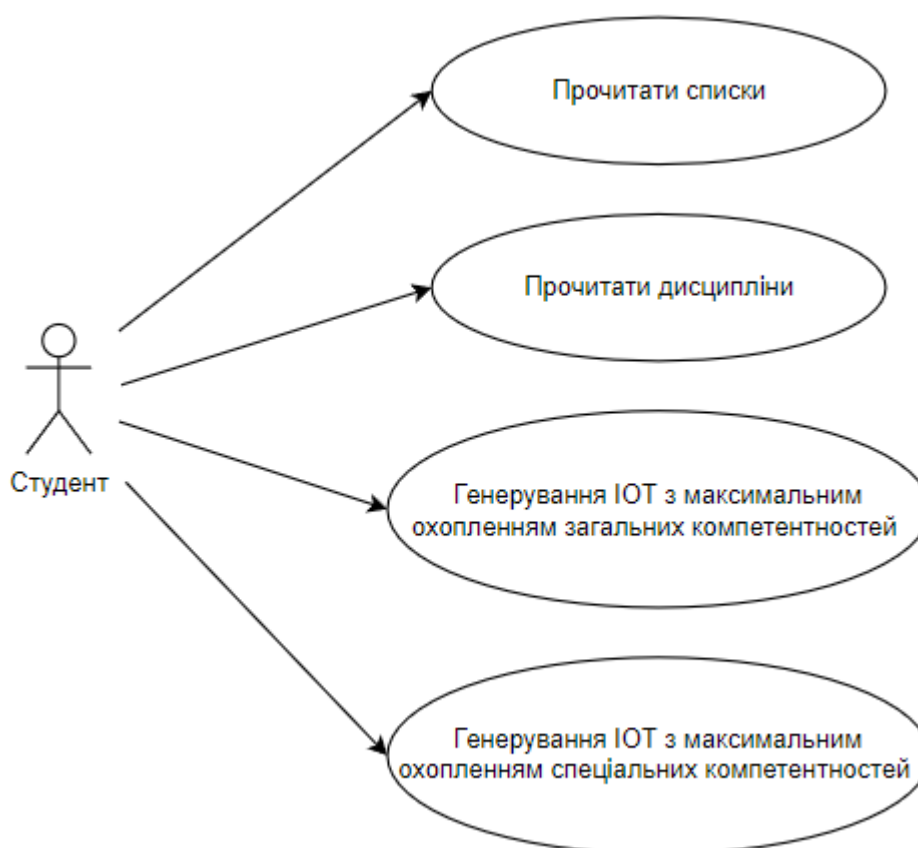 Прочитати списки
Прочитати дисципліни
Студент
Генерування ІОТ з максимальним
охопленням загальних компетентностей
Генерування ІОТ з максимальним
охопленням спеціальних компетентностей